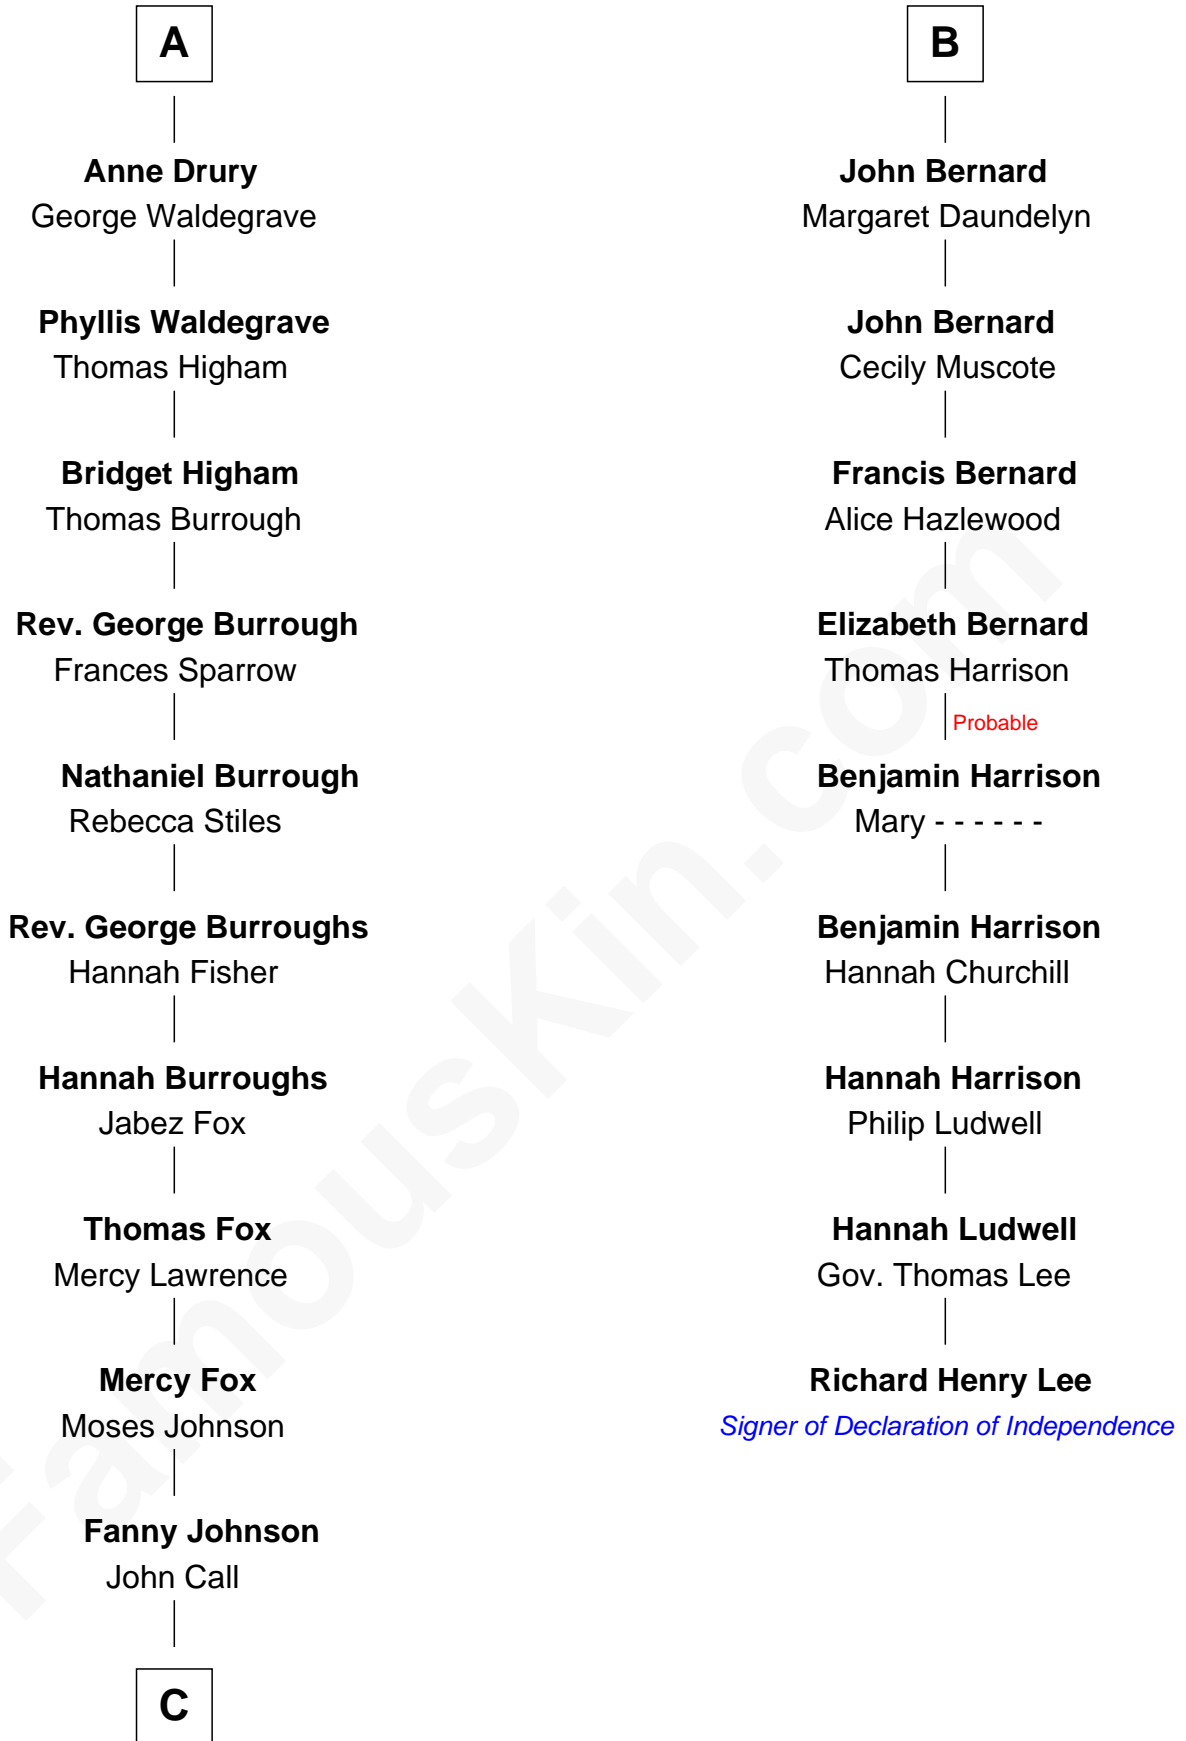 A
Anne Drury
George Waldegrave
Phyllis Waldegrave
Thomas Higham
Bridget Higham
Thomas Burrough
Rev. George Burrough
Frances Sparrow
Nathaniel Burrough
Rebecca Stiles
Rev. George Burroughs
Hannah Fisher
Hannah Burroughs
Jabez Fox
Thomas Fox
Mercy Lawrence
Mercy Fox
Moses Johnson
Fanny Johnson
John Call
C
B
John Bernard
Margaret Daundelyn
John Bernard
Cecily Muscote
Francis Bernard
Alice Hazlewood
Elizabeth Bernard
Thomas Harrison
Probable
Benjamin Harrison
Mary - - - - - -
Benjamin Harrison
Hannah Churchill
Hannah Harrison
Philip Ludwell
Hannah Ludwell
Gov. Thomas Lee
Richard Henry Lee
Signer of Declaration of Independence
FamousKin.com